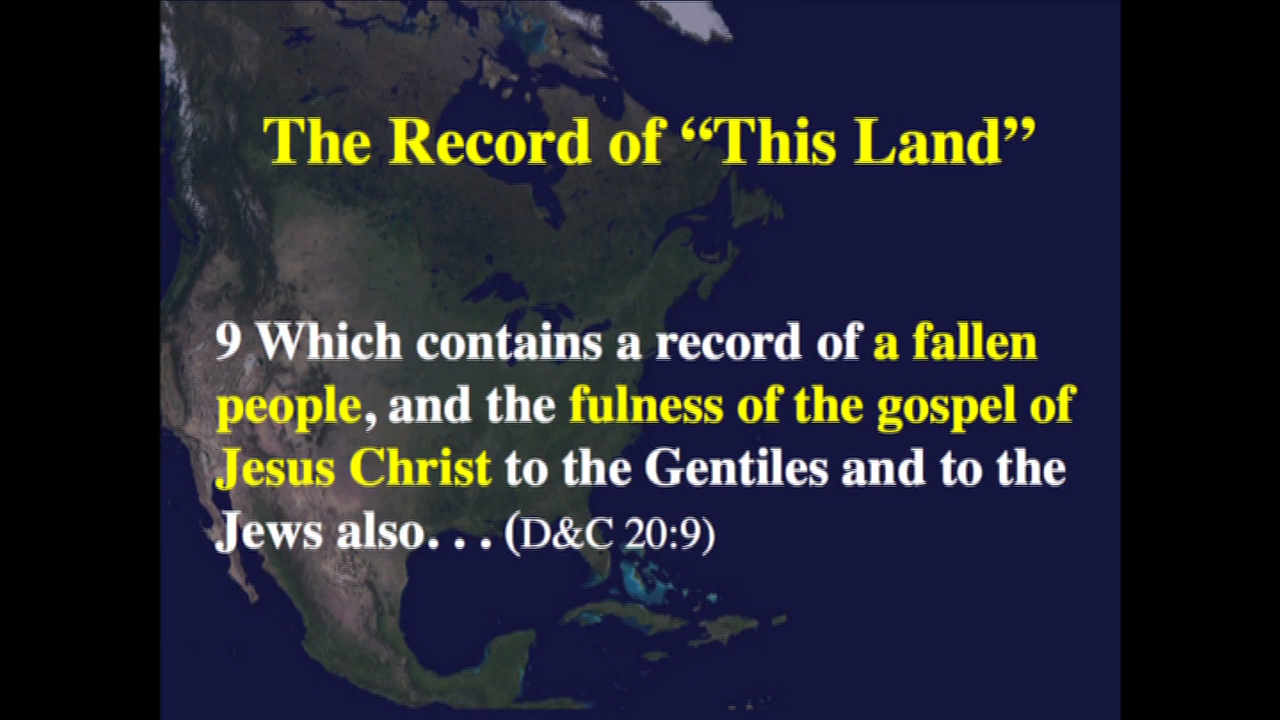 The Record of “This Land”
9 Which contains a record of a fallen
people, and the fulness of the gospel of
Jesus Christ to the Gentiles and to the
Jews also. . . (D&C 20:9)